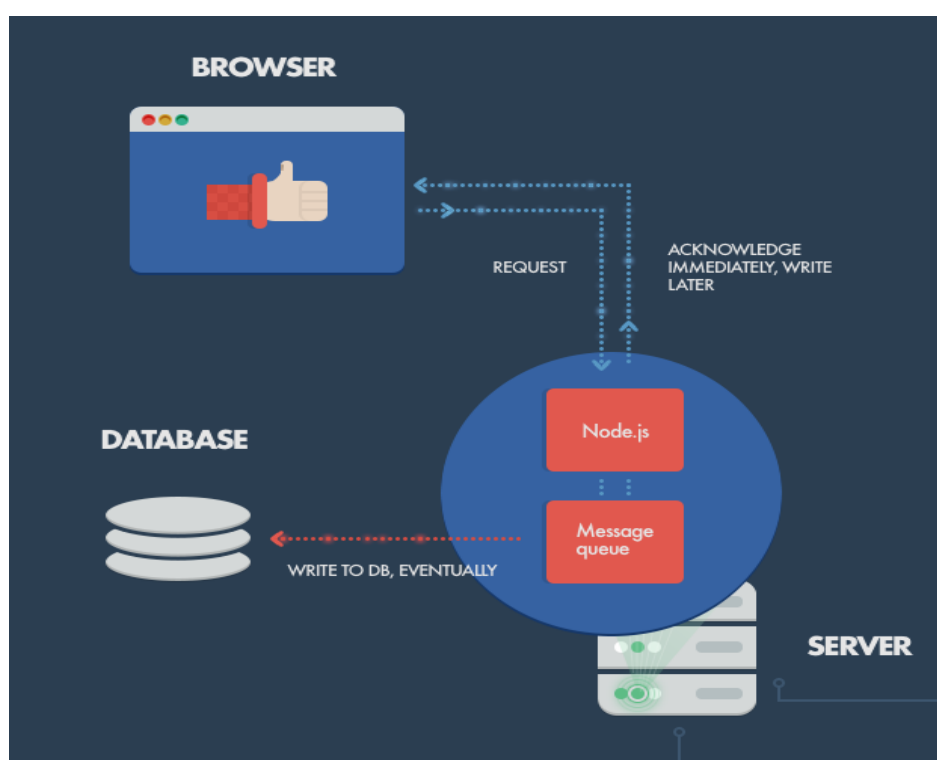 BROWSER
REQUEST
ACKNOWLEDGE
IMMEDIATELY, WRITE
LATER
Node.js
DATABASE
Message
queue
WRITE TO DB, EVENTUALLY
SERVER